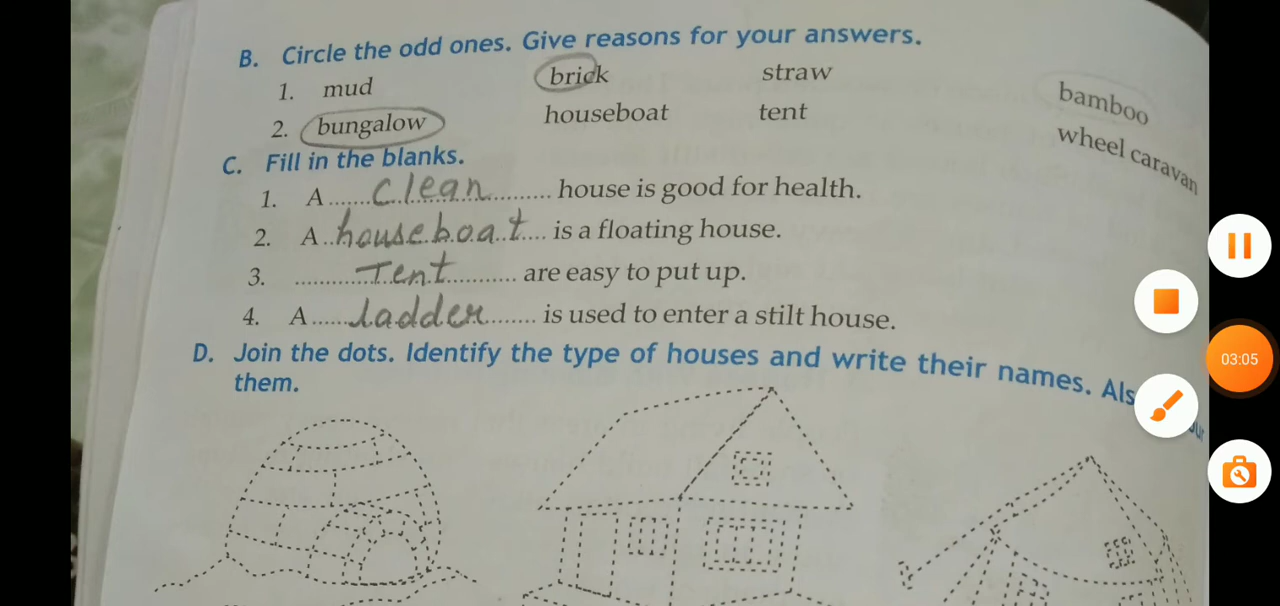 B. Circle the odd ones. Give reasons for your answers.
1. mud brick straw bamboo
2. bungalow houseboat tent wheel caravan
C. Fill in the blanks.
1. A ......clean.......... house is good for health.
2. A ..houseboat.... is a floating house.
3. .............Tent............ are easy to put up.
4. A ......ladder........ is used to enter a stilt house.
D. Join the dots. Identify the type of houses and write their names. Als
them.
03:05